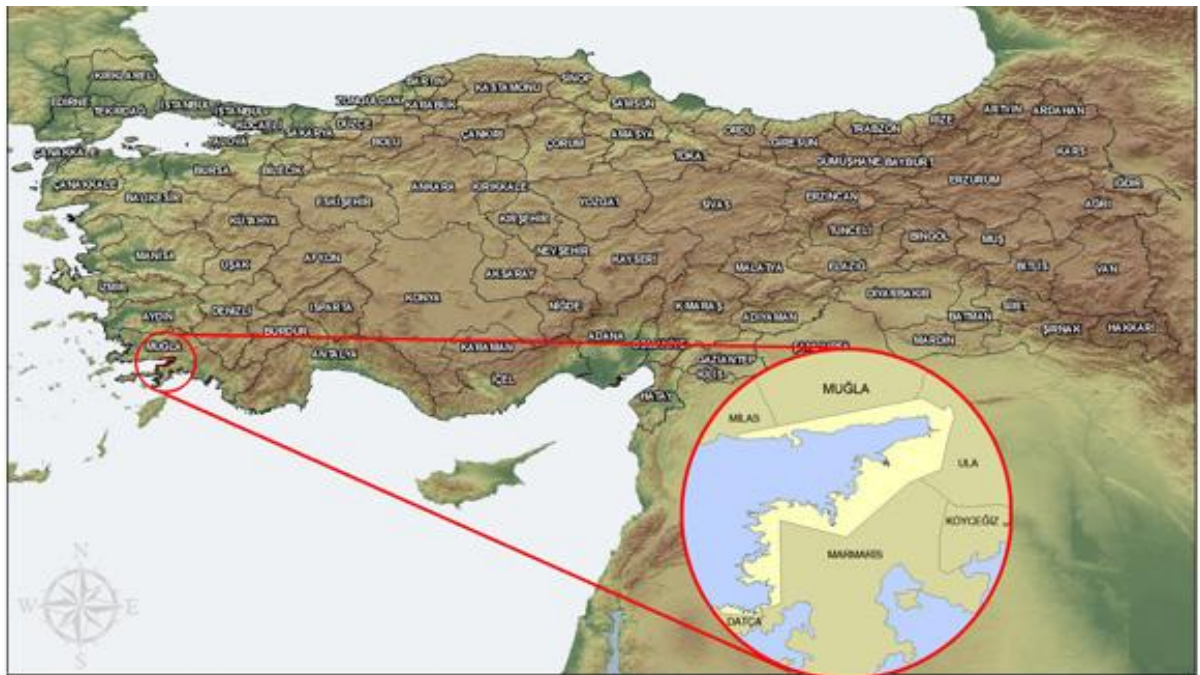 KIRKLARELİ
EDİRNE
TEKİRDAĞ
İSTANBUL
İSTANBUL
KOCAELİ
YALOVA
SAKARYA
DÜZCE
ZONGULDAK
BARTIN
KARABÜK
KASTAMONU
SİNOP
SAMSUN
BOLU
ÇANKIRI
ÇORUM
AMASYA
ORDU
GİRESUN
TRABZON
RİZE
ARTVİN
ARDAHAN
ÇANAKKALE
ÇANAKKALE
BURSA
BİLECİK
TOKA
GÜMÜŞHANE
BAYBURT
KARS
BALIKESİR
ESKİŞEHİR
ANKARA
KIRIKKALE
YOZGAT
SİVAS
ERZİNCAN
ERZURUM
IĞDIR
AĞRI
KÜTAHYA
KIRŞEHİR
TUNCELİ
BİNGÖL
MUŞ
MANİSA
UŞAK
AFYON
NEVŞEHİR
KAYSERİ
MALATYA
ELAZIĞ
BİTLİS
VAN
İZMİR
AKSARAY
DİYARBAKIR
AYDIN
DENİZLİ
ISPARTA
KONYA
NİĞDE
K.MARAŞ
ADIYAMAN
BATMAN
SİİRT
ŞIRNAK
HAKKARİ
MUĞLA
BURDUR
ANTALYA
KARAMAN
ADANA
MARDİN
İÇEL
GAZİANTEP
KİLİS
HATAY
MUĞLA
MİLAS
ULA
KÖYCEĞİZ
MARMARİS
DATÇA
N
W E
S